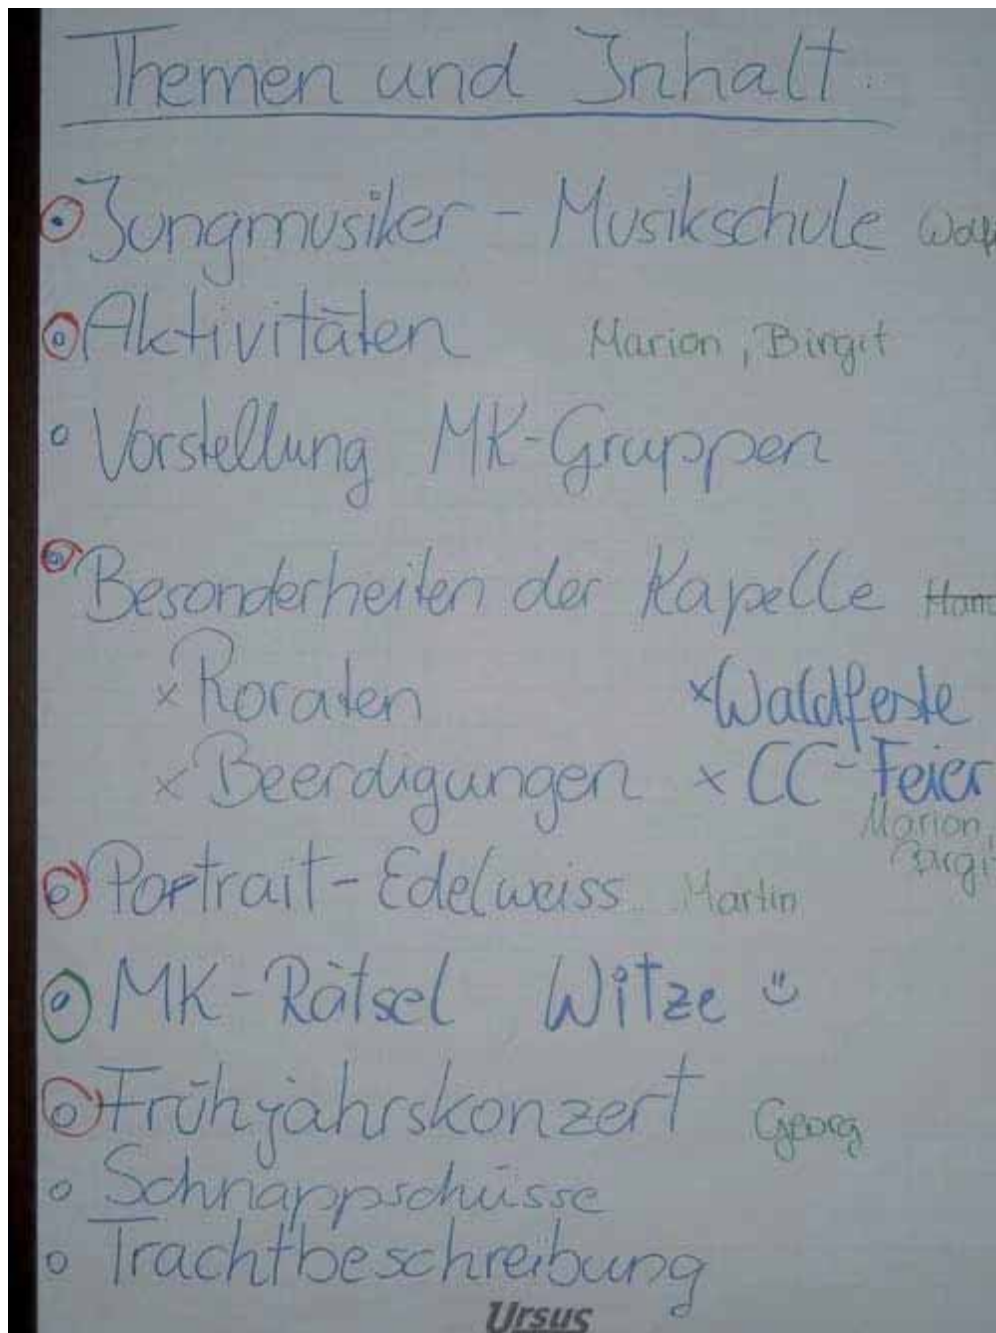 Themen und Inhalt:
Jungmusiker - Musikschule
Aktivitäten Marion, Birgit
Vorstellung MK-Gruppen
Besonderheiten der Kapelle
x Roraten x Waldfeste
x Beerdigungen x CC-Feier
Marion,
Birgit
Portrait-Edelweiss Martin
MK-Rätsel Witze
Frühjahrskonzert Georg
Schnappschüsse
Trachtbeschreibung
Ursus